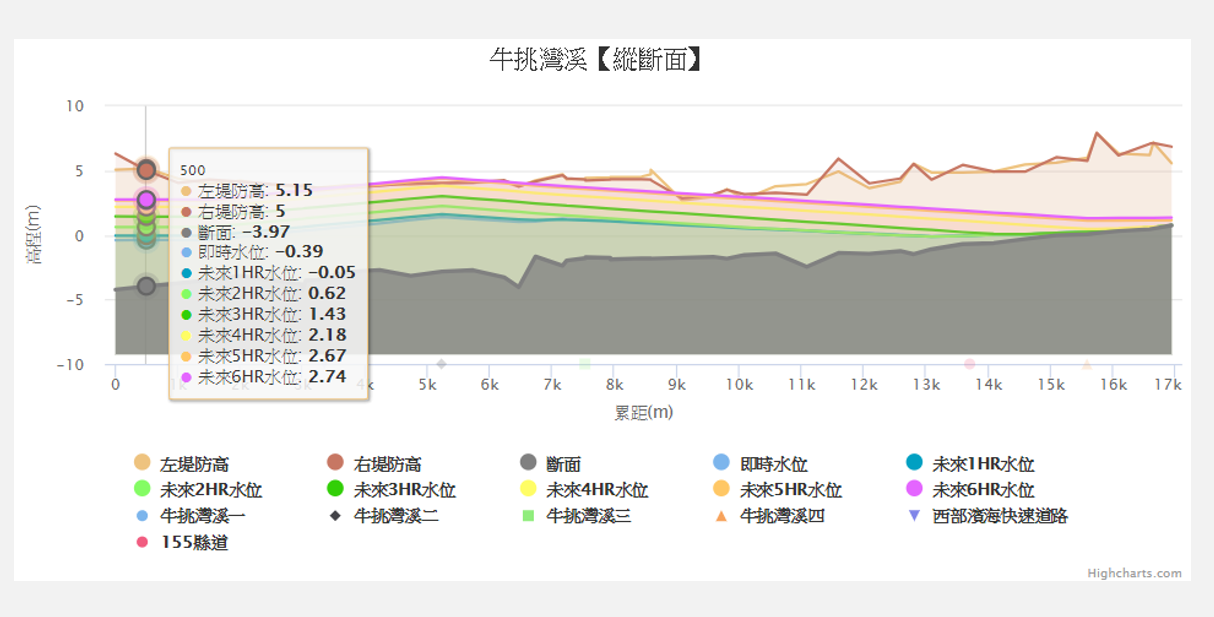 牛挑灣溪【縱斷面】
高程(m)
10
5
0
-5
-10
500
左堤防高: 5.15
右堤防高: 5
斷面: -3.97
即時水位: -0.39
未來1HR水位: -0.05
未來2HR水位: 0.62
未來3HR水位: 1.43
未來4HR水位: 2.18
未來5HR水位: 2.67
未來6HR水位: 2.74
0 1k 2k 3k 4k 5k 6k 7k 8k 9k 10k 11k 12k 13k 14k 15k 16k 17k
累距(m)
左堤防高 右堤防高 斷面 即時水位 未來1HR水位
未來2HR水位 未來3HR水位 未來4HR水位 未來5HR水位 未來6HR水位
牛挑灣溪一 牛挑灣溪二 牛挑灣溪三 牛挑灣溪四 西部濱海快速道路
155縣道
Highcharts.com